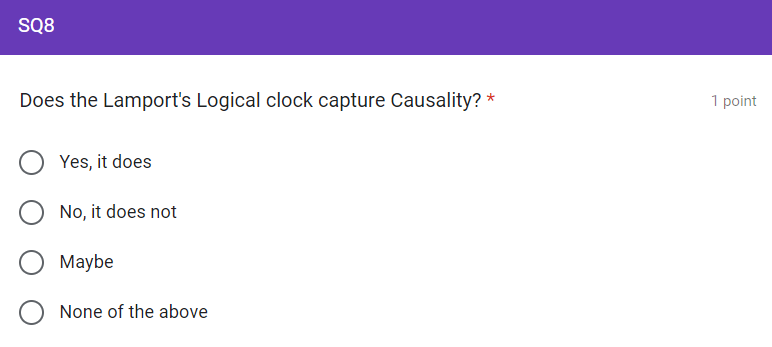 SQ8
Does the Lamport's Logical clock capture Causality? *
1 point
Yes, it does
No, it does not
Maybe
None of the above